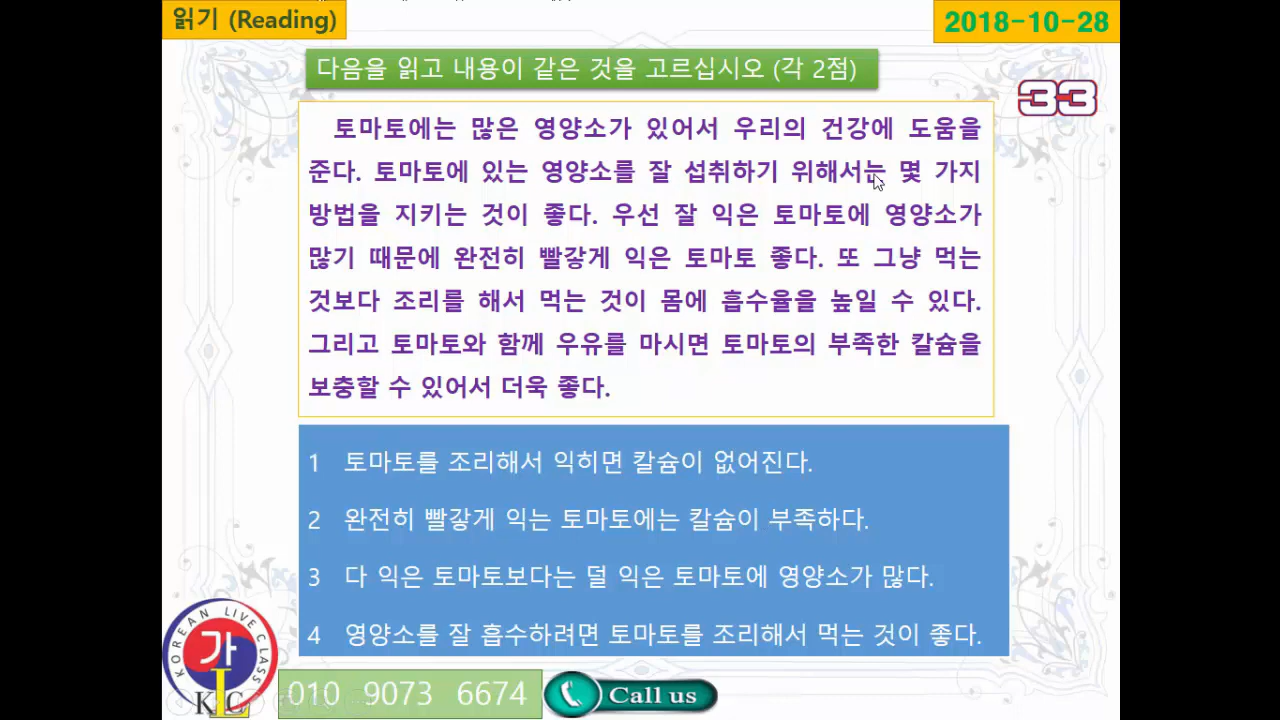 읽기 (Reading)
2018-10-28
다음을 읽고 내용이 같은 것을 고르십시오 (각 2점)
33
토마토에는 많은 영양소가 있어서 우리의 건강에 도움을
준다. 토마토에 있는 영양소를 잘 섭취하기 위해서는 몇 가지
방법을 지키는 것이 좋다. 우선 잘 익은 토마토에 영양소가
많기 때문에 완전히 빨갛게 익은 토마토 좋다. 또 그냥 먹는
것보다 조리를 해서 먹는 것이 몸에 흡수율을 높일 수 있다.
그리고 토마토와 함께 우유를 마시면 토마토의 부족한 칼슘을
보충할 수 있어서 더욱 좋다.
1 토마토를 조리해서 익히면 칼슘이 없어진다.
2 완전히 빨갛게 익는 토마토에는 칼슘이 부족하다.
3 다 익은 토마토보다는 덜 익은 토마토에 영양소가 많다.
4 영양소를 잘 흡수하려면 토마토를 조리해서 먹는 것이 좋다.
KOREAN LIVE CLASS
가
KLC
010 9073 6674
Call us